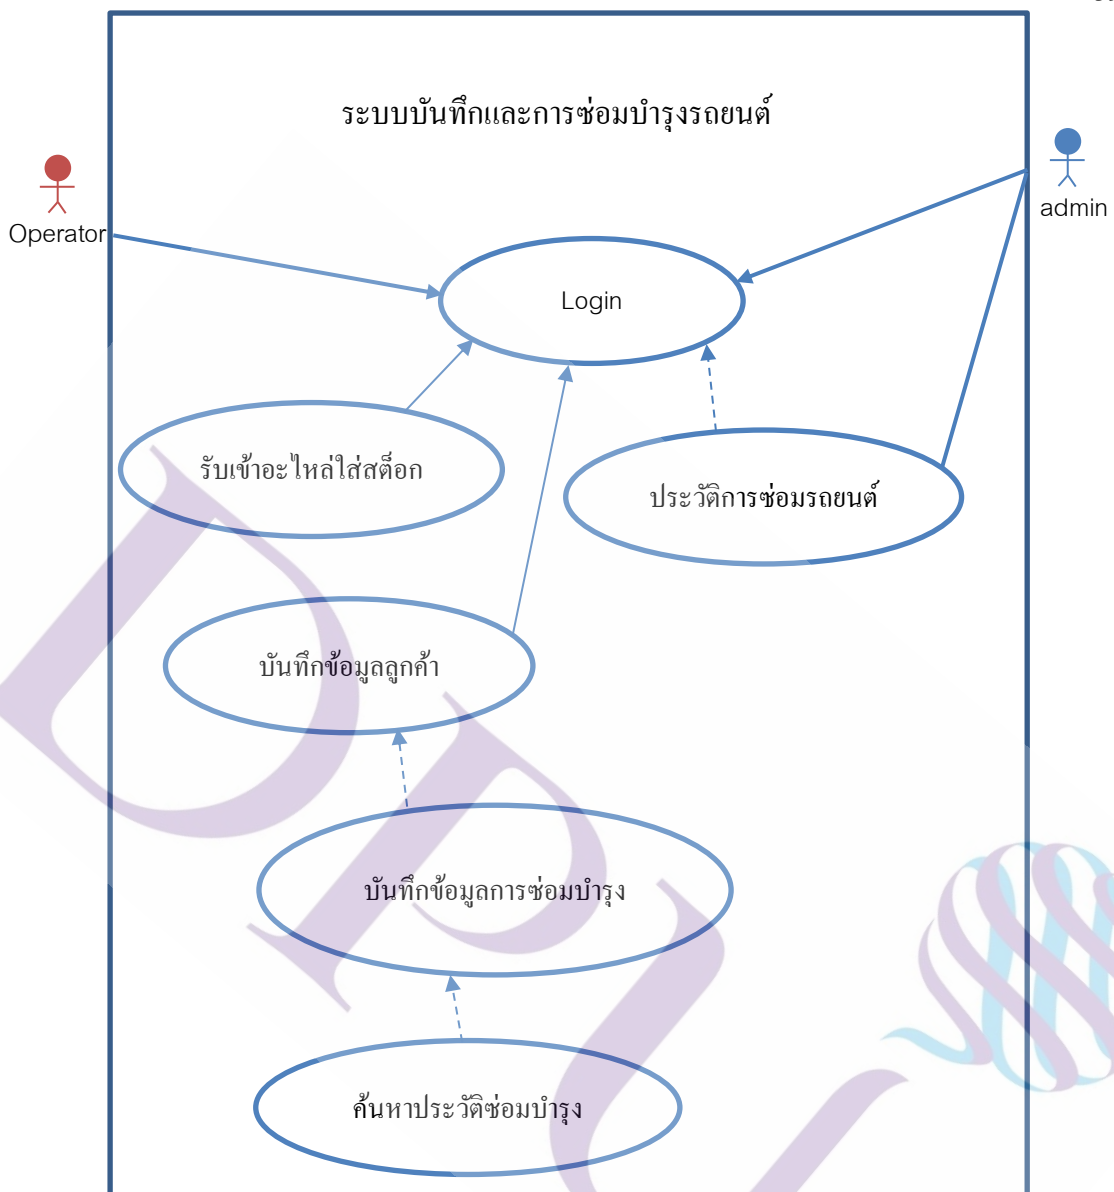 ระบบบันทึกและการซ่อมบำรุงรถยนต์
Operator
admin
Login
รับเข้าอะไหล่ใส่สต็อก
ประวัติการซ่อมรถยนต์
บันทึกข้อมูลลูกค้า
บันทึกข้อมูลการซ่อมบำรุง
ค้นหาประวัติซ่อมบำรุง
DPU